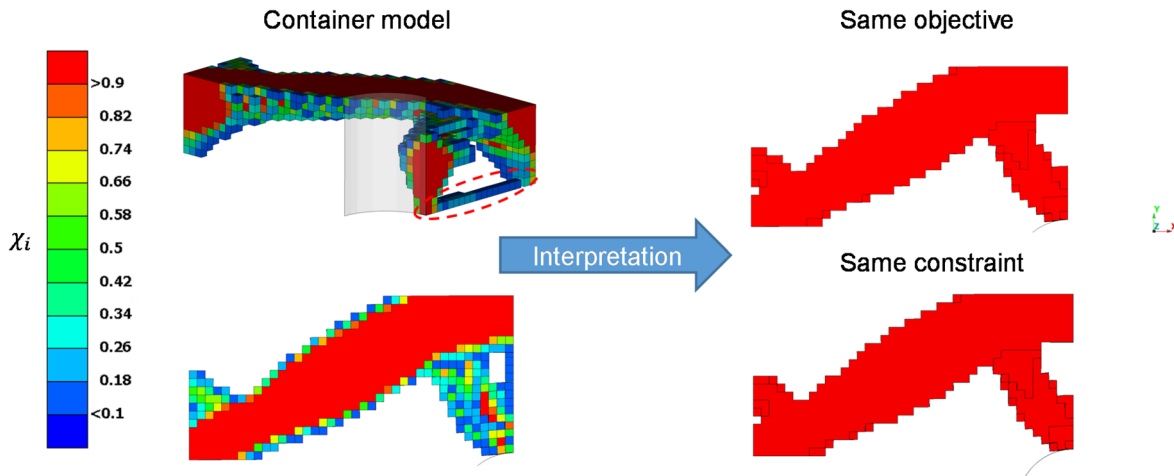 Container model
Same objective
>0.9
0.82
0.74
0.66
0.58
χi
0.5
0.42
0.34
0.26
0.18
<0.1
Interpretation
Y
Z X
Same constraint